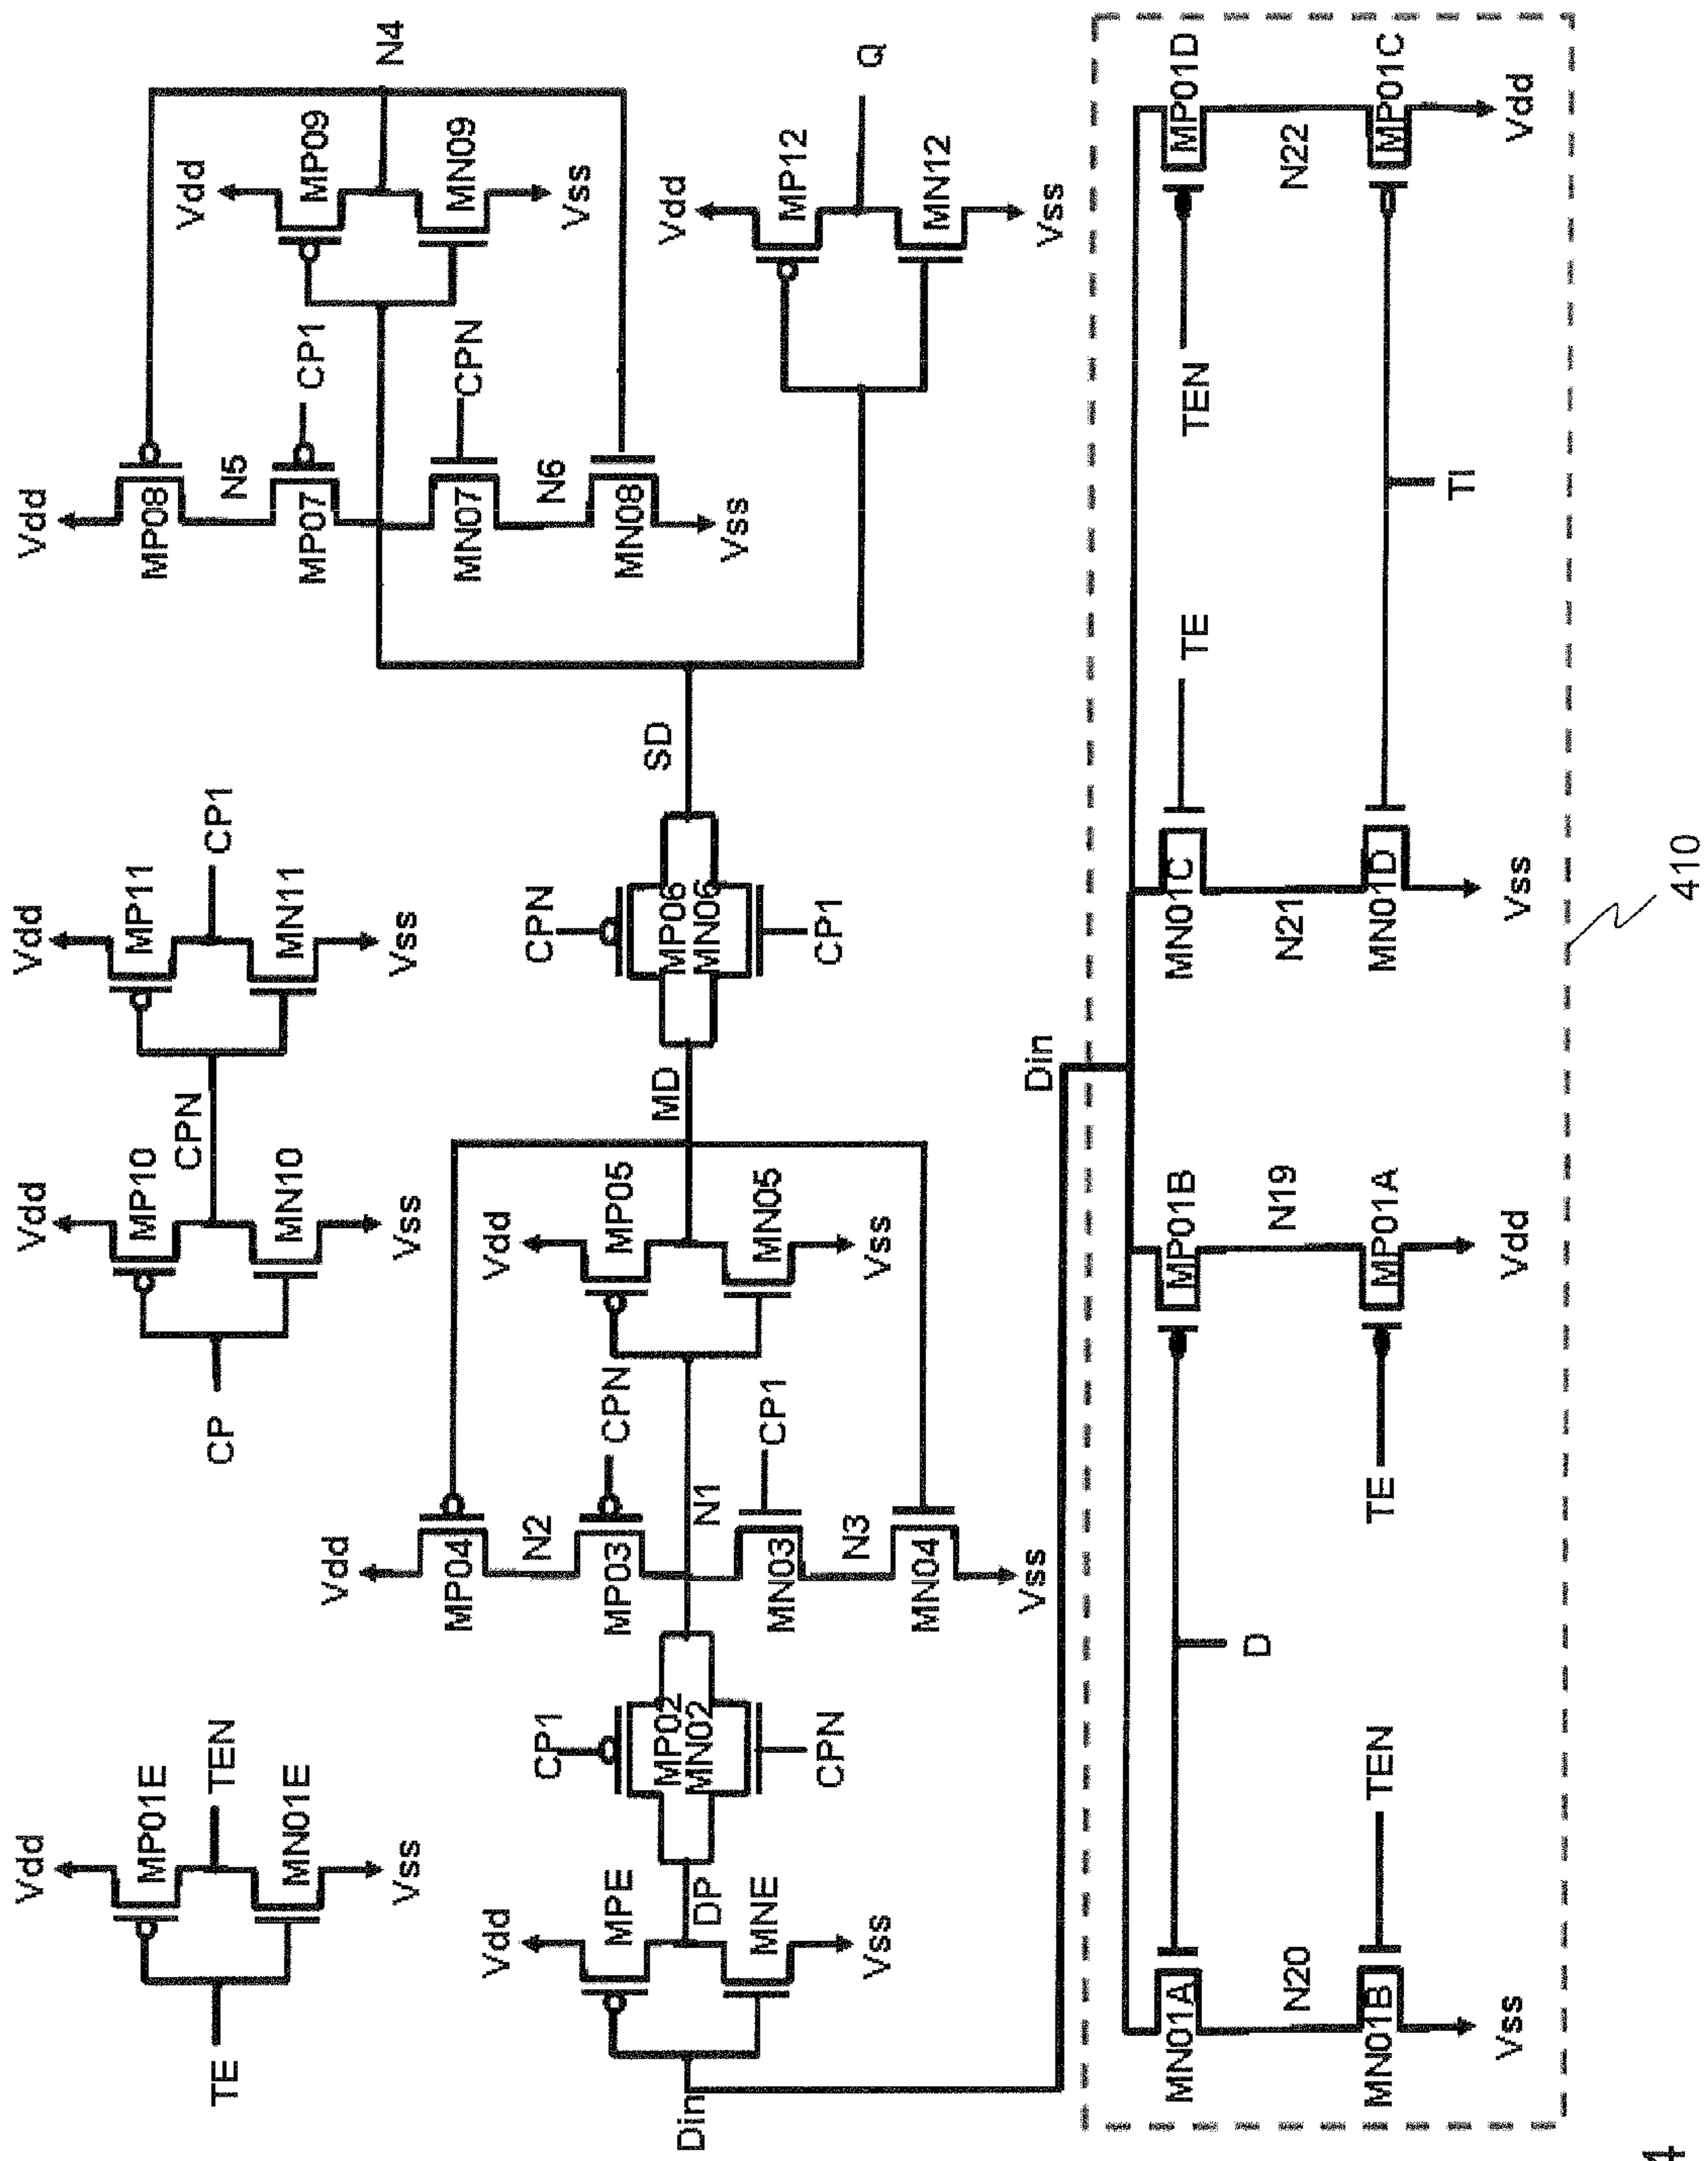 TE
Vdd
MP01E
TEN
MN01E
Vss
CP
Vdd
MP10
CPN
MN10
Vss
Vdd
MP11
CP1
MN11
Vss
Din
Vdd
MPE
DP
MNE
Vss
CP1
MP02
MN02
CPN
Vdd
MP04
N2
MP03
CPN
N1
MN03
CP1
N3
MN04
Vss
Vdd
MP05
MN05
Vss
MD
CPN
MP06
MN06
CP1
SD
Vdd
MP08
N5
MP07
CP1
MN07
CPN
N6
MN08
Vss
Vdd
MP09
N4
MN09
Vss
Vdd
MP12
Q
MN12
Vss
Din
MN01A
N20
MN01B
Vss
TEN
D
TE
MP01B
N19
MP01A
Vdd
MN01C
N21
MN01D
Vss
TE
TI
TEN
MP01D
N22
MP01C
Vdd
410